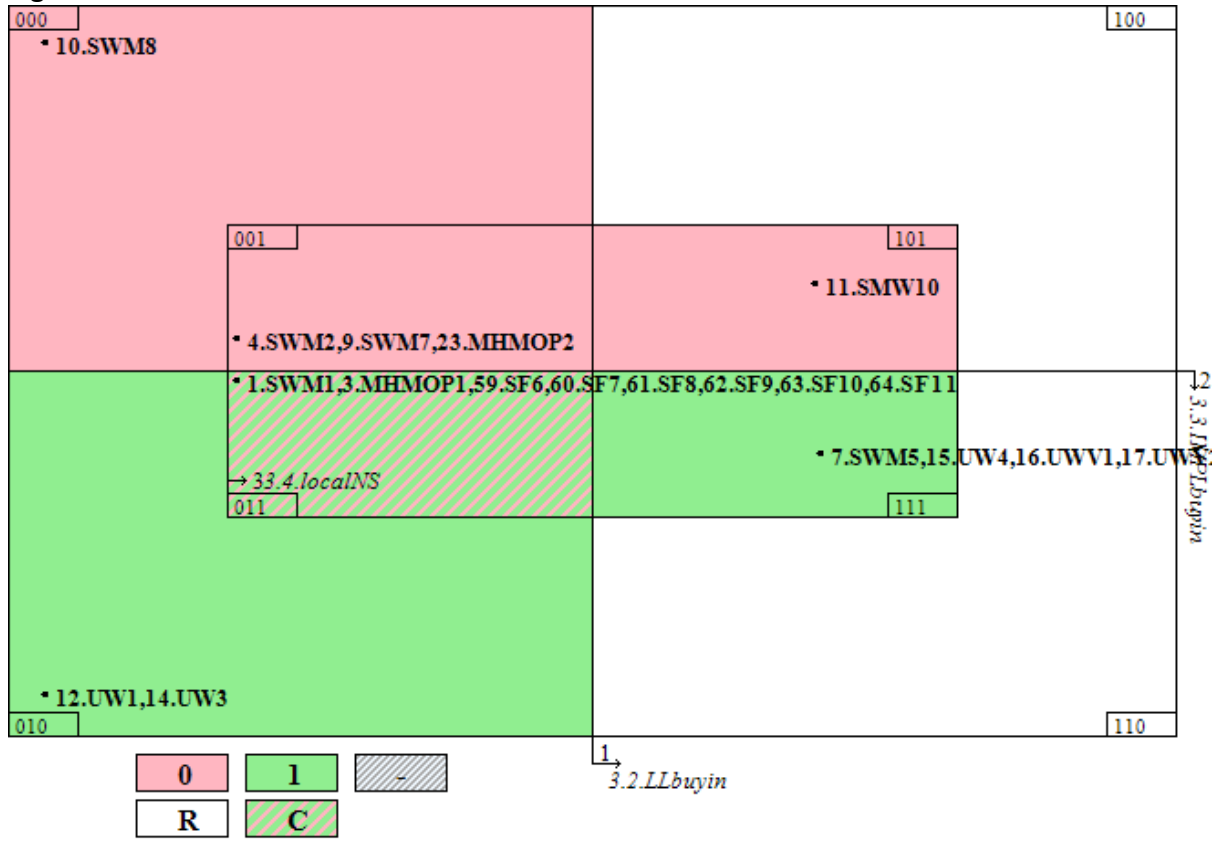 000 100
10.SWM8
001 101
11.SMW10
4.SWM2,9.SWM7,23.MHMOP2
1.SWM1,3.MHMOP1,59.SF6,60.SF7,61.SF8,62.SF9,63.SF10,64.SF11
2
7.SWM5,15.UW4,16.UWV1,17.UWV2
33.4.localNS
011 111
12.UW1,14.UW3
010 110
0 1 -
1
3.2.LLbuyin
R C